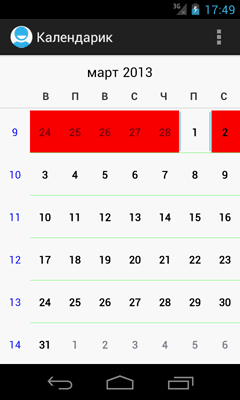 3G 17:49
Календарик
март 2013
В П В С Ч П С
9 24 25 26 27 28 1 2
10 3 4 5 6 7 8 9
11 10 11 12 13 14 15 16
12 17 18 19 20 21 22 23
13 24 25 26 27 28 29 30
14 31 1 2 3 4 5 6